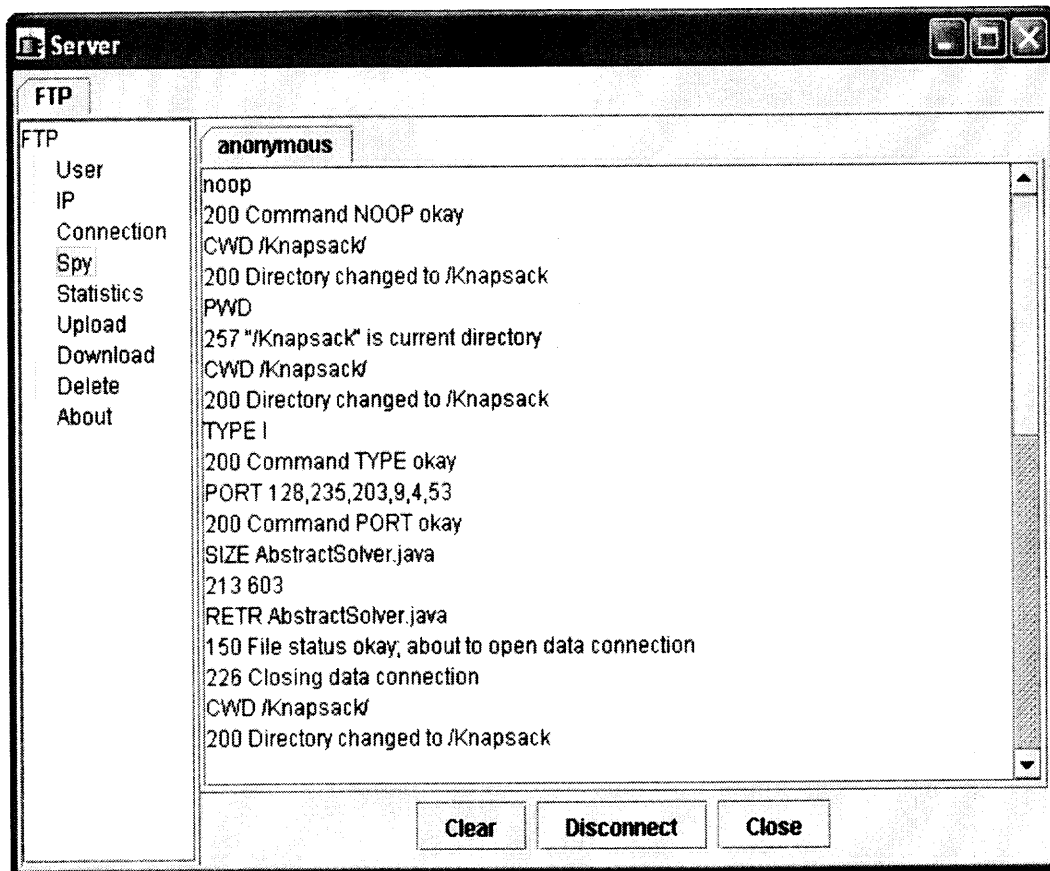 Server
FTP
FTP
User
IP
Connection
Spy
Statistics
Upload
Download
Delete
About
anonymous
noop
200 Command NOOP okay
CWD /Knapsack/
200 Directory changed to /Knapsack
PWD
257 "/Knapsack" is current directory
CWD /Knapsack/
200 Directory changed to /Knapsack
TYPE I
200 Command TYPE okay
PORT 128,235,203,9,4,53
200 Command PORT okay
SIZE AbstractSolver.java
213 603
RETR AbstractSolver.java
150 File status okay; about to open data connection
226 Closing data connection
CWD /Knapsack/
200 Directory changed to /Knapsack
Clear
Disconnect
Close